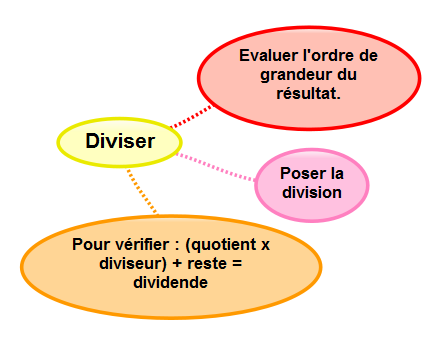 Evaluer l'ordre de
grandeur du
résultat.
Diviser
Poser la
division
Pour vérifier : (quotient x
diviseur) + reste =
dividende